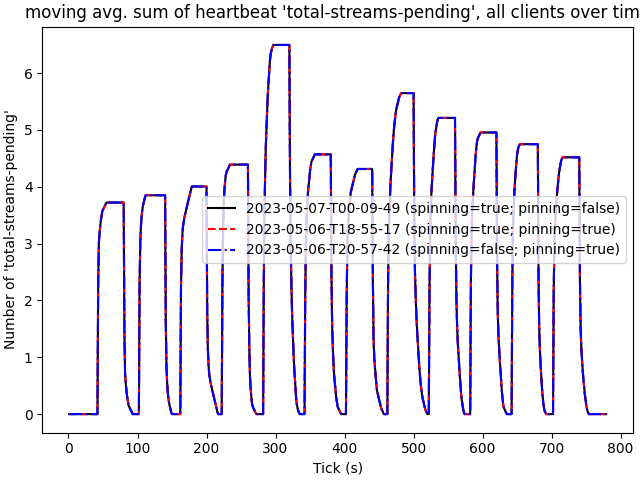 moving avg. sum of heartbeat 'total-streams-pending', all clients over tim
Number of 'total-streams-pending'
6
5
4
3
2
1
0
2023-05-07-T00-09-49 (spinning=true; pinning=false)
2023-05-06-T18-55-17 (spinning=true; pinning=true)
2023-05-06-T20-57-42 (spinning=false; pinning=true)
0 100 200 300 400 500 600 700 800
Tick (s)